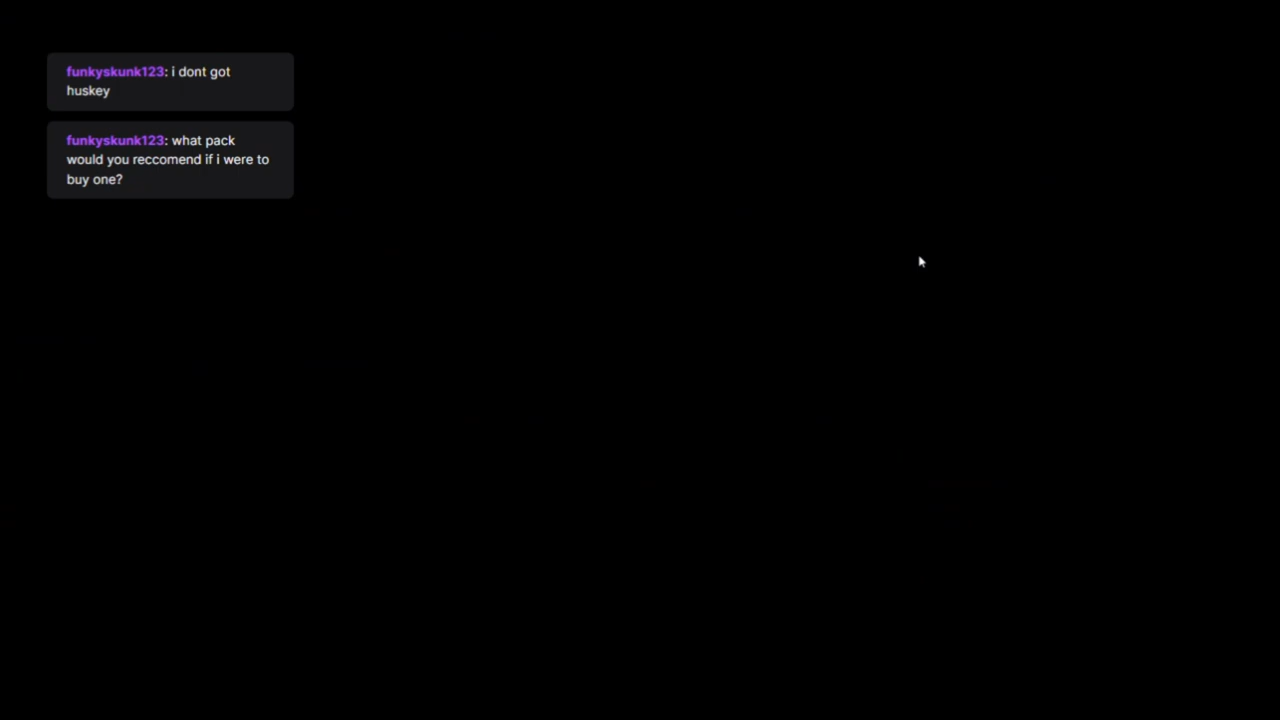 funkyskunk123: i dont got
huskey
funkyskunk123: what pack
would you reccomend if i were to
buy one?